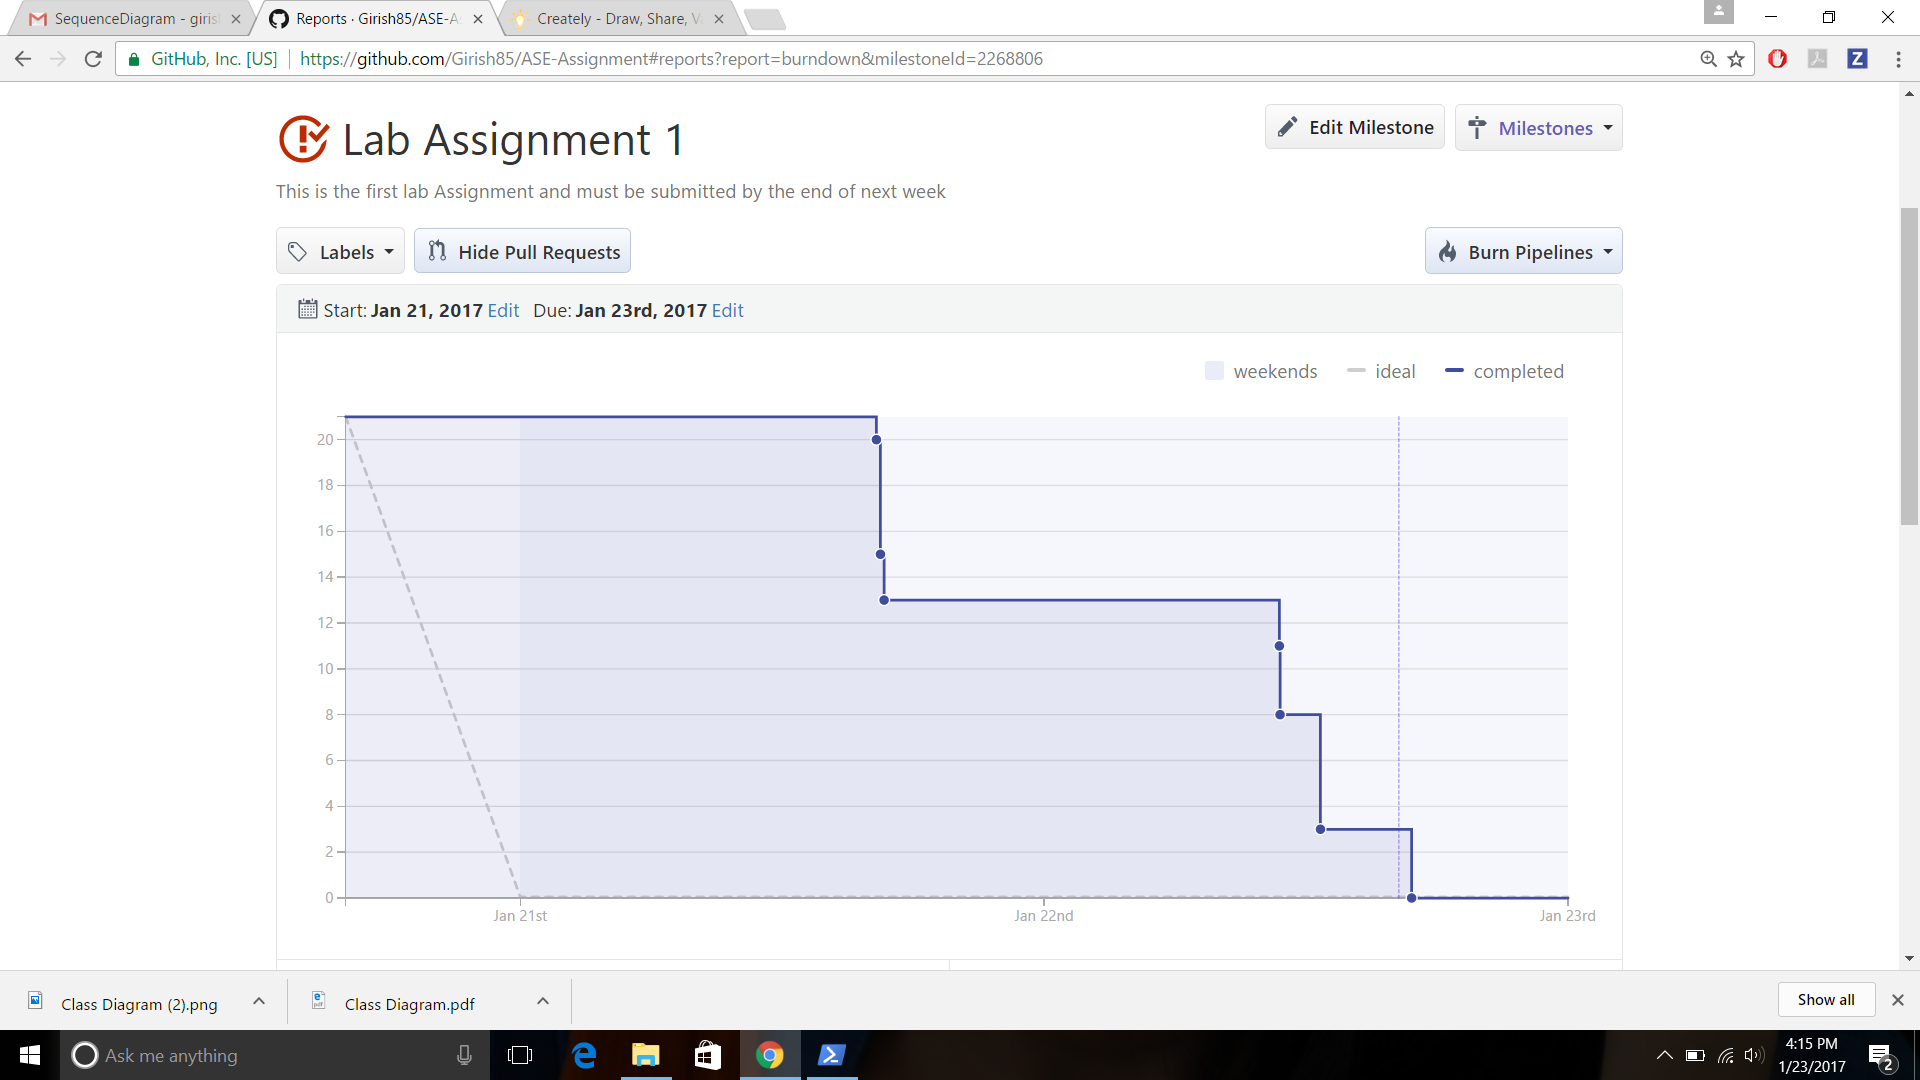 SequenceDiagram - giris
Reports · Girish85/ASE-A
Creately - Draw, Share, V
GitHub, Inc. [US]
https://github.com/Girish85/ASE-Assignment#reports?report=burndown&milestoneId=2268806
Z
Lab Assignment 1
Edit Milestone
Milestones
This is the first lab Assignment and must be submitted by the end of next week
Labels
Hide Pull Requests
Burn Pipelines
Start: Jan 21, 2017 Edit Due: Jan 23rd, 2017 Edit
weekends
ideal
completed
20
18
16
14
12
10
8
6
4
2
0
Jan 21st
Jan 22nd
Jan 23rd
Class Diagram (2).png
Class Diagram.pdf
Show all
Ask me anything
4:15 PM
1/23/2017
2